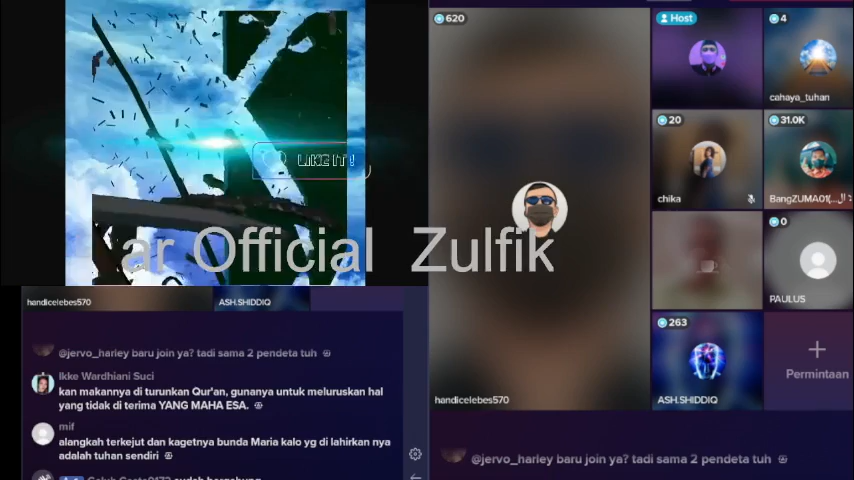 LIKE IT!
ar Official Zulfik
handicelebes570
ASH.SHIDDIQ
@jervo_harley baru join ya? tadi sama 2 pendeta tuh
Ikke Wardhiani Suci
kan makannya di turunkan Qur'an, gunanya untuk meluruskan hal
yang tidak di terima YANG MAHA ESA.
mif
alangkah terkejut dan kagetnya bunda Maria kalo yg di lahirkan nya
adalah tuhan sendiri
620
handicelebes570
Host
4
cahaya_tuhan
20
chika
31.0K
BangZUMA01(
0
PAULUS
263
ASH.SHIDDIQ
Permintaan
@jervo_harley baru join ya? tadi sama 2 pendeta tuh